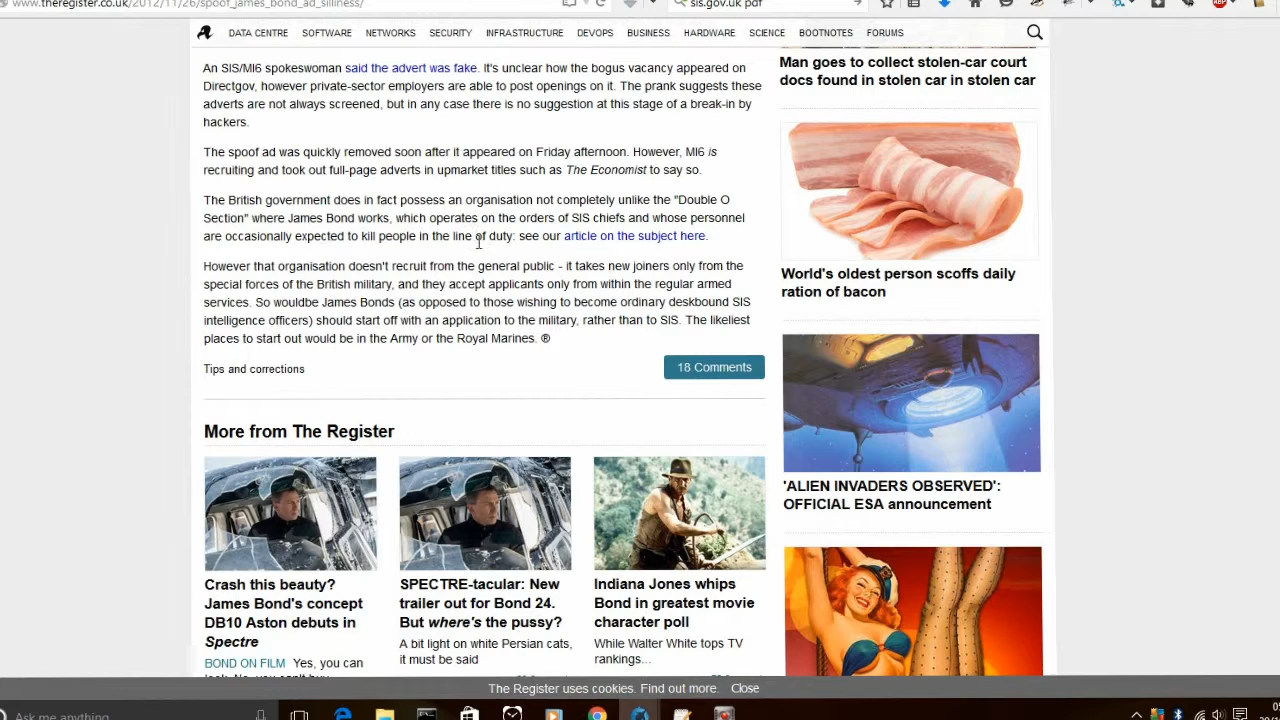 www.theregister.co.uk/2012/11/26/spoof_james_bond_ad_silliness/
sis.gov.uk pdf
DATA CENTRE SOFTWARE NETWORKS SECURITY INFRASTRUCTURE DEVOPS BUSINESS HARDWARE SCIENCE BOOTNOTES FORUMS
An SIS/MI6 spokeswoman said the advert was fake. It's unclear how the bogus vacancy appeared on
Directgov, however private-sector employers are able to post openings on it. The prank suggests these
adverts are not always screened, but in any case there is no suggestion at this stage of a break-in by
hackers.
The spoof ad was quickly removed soon after it appeared on Friday afternoon. However, MI6 is
recruiting and took out full-page adverts in upmarket titles such as The Economist to say so.
The British government does in fact possess an organisation not completely unlike the "Double O
Section" where James Bond works, which operates on the orders of SIS chiefs and whose personnel
are occasionally expected to kill people in the line of duty: see our article on the subject here.
However that organisation doesn't recruit from the general public - it takes new joiners only from the
special forces of the British military, and they accept applicants only from within the regular armed
services. So wouldbe James Bonds (as opposed to those wishing to become ordinary deskbound SIS
intelligence officers) should start off with an application to the military, rather than to SIS. The likeliest
places to start out would be in the Army or the Royal Marines. ®
Tips and corrections
18 Comments
More from The Register
Crash this beauty?
James Bond's concept
DB10 Aston debuts in
Spectre
BOND ON FILM Yes, you can
SPECTRE-tacular: New
trailer out for Bond 24.
But where's the pussy?
A bit light on white Persian cats,
it must be said
Indiana Jones whips
Bond in greatest movie
character poll
While Walter White tops TV
rankings...
Man goes to collect stolen-car court
docs found in stolen car in stolen car
World's oldest person scoffs daily
ration of bacon
'ALIEN INVADERS OBSERVED':
OFFICIAL ESA announcement
The Register uses cookies. Find out more. Close
Ask me anything